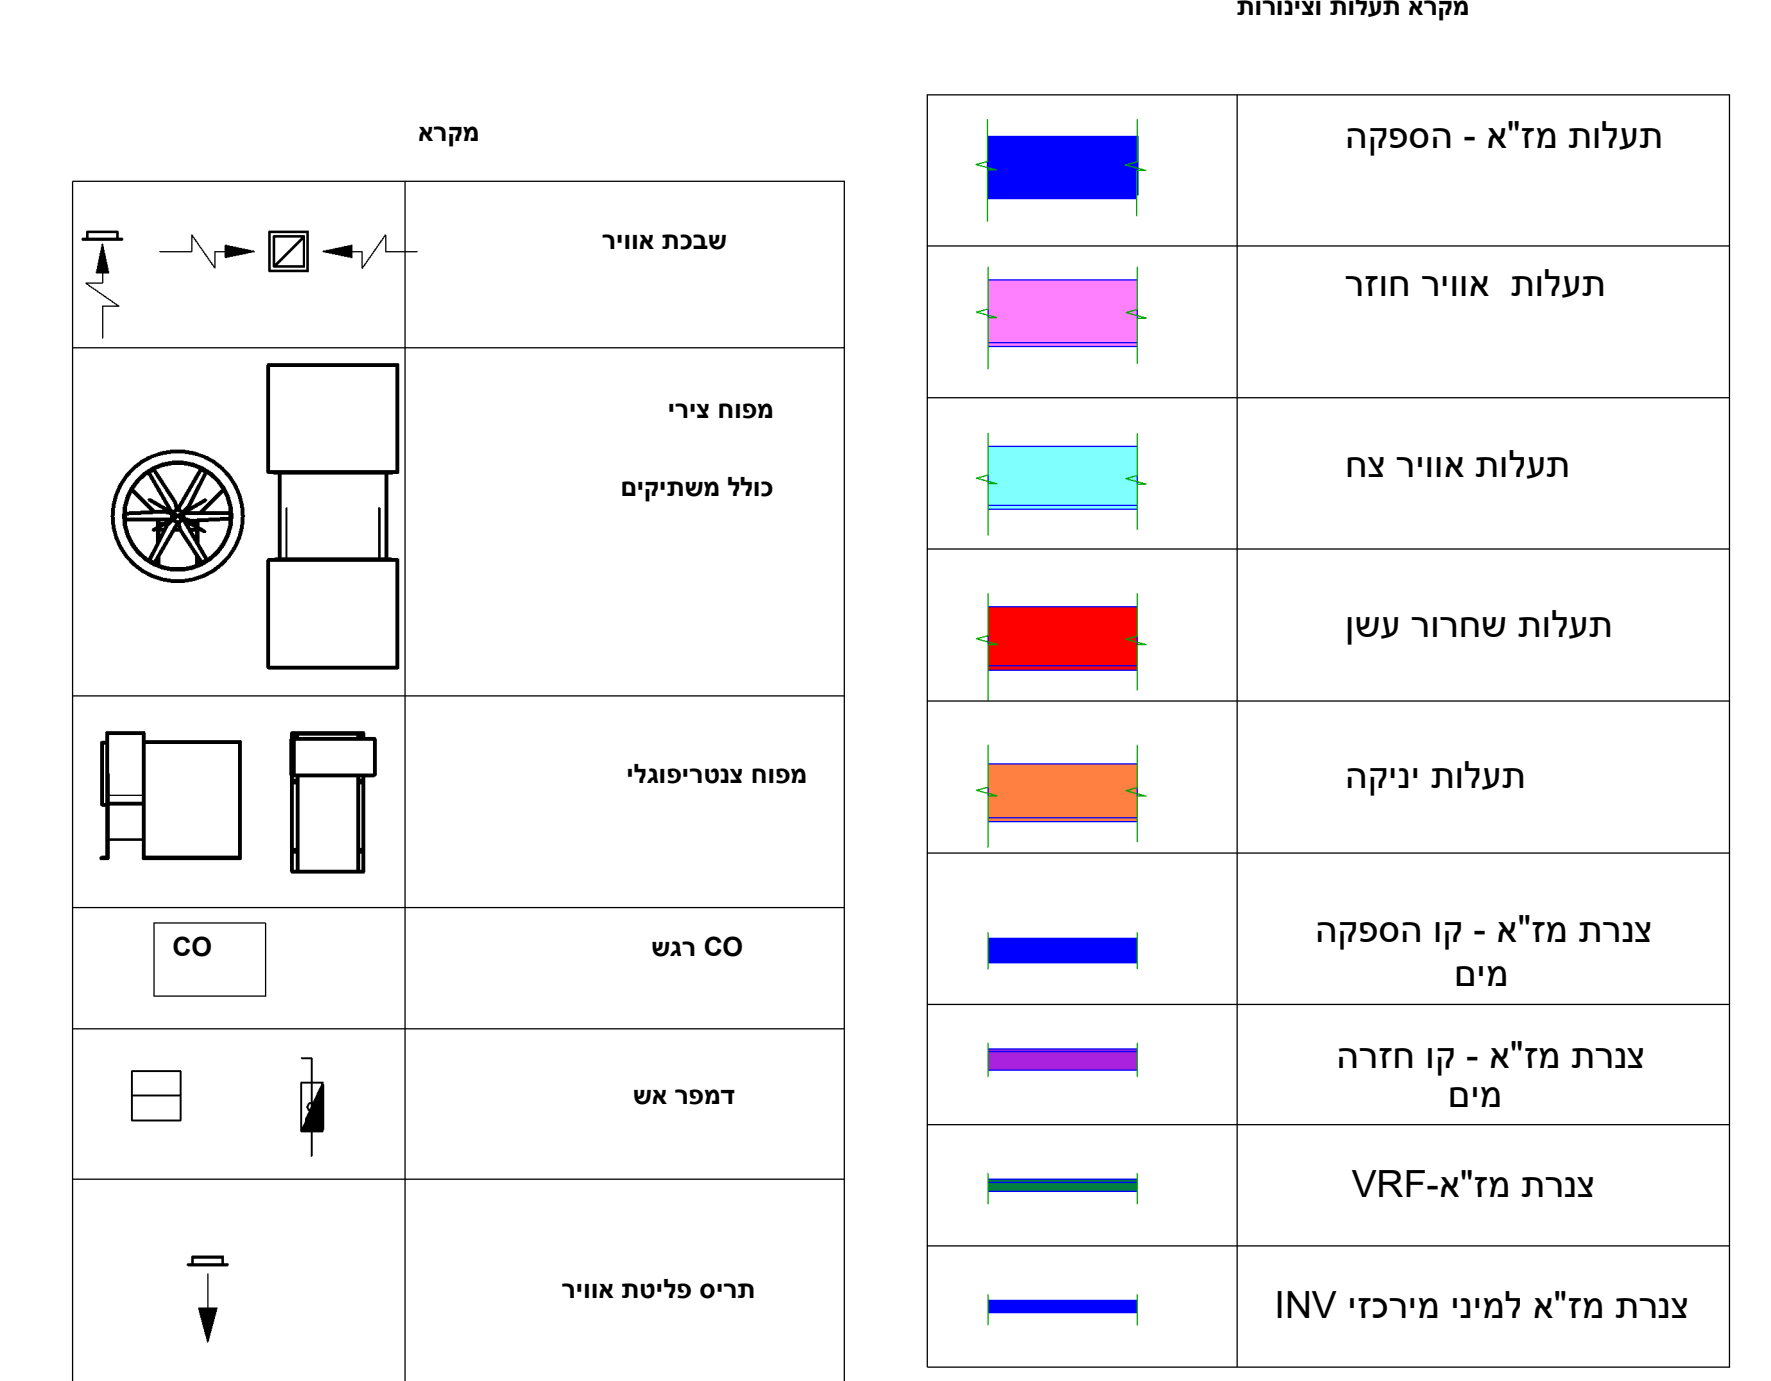 מקרא תעלות וצינורות
תעלות מז"א - הספקה
תעלות אוויר חוזר
תעלות אוויר צח
תעלות שחרור עשן
תעלות יניקה
צנרת מז"א - קו הספקה
מים
צנרת מז"א - קו חזרה
מים
צנרת מז"א-VRF
צנרת מז"א למיני מירכזי INV
מקרא
שבכת אוויר
מפוח צירי
כולל משתיקים
מפוח צנטריפוגלי
CO
CO רגש
דמפר אש
תריס פליטת אוויר